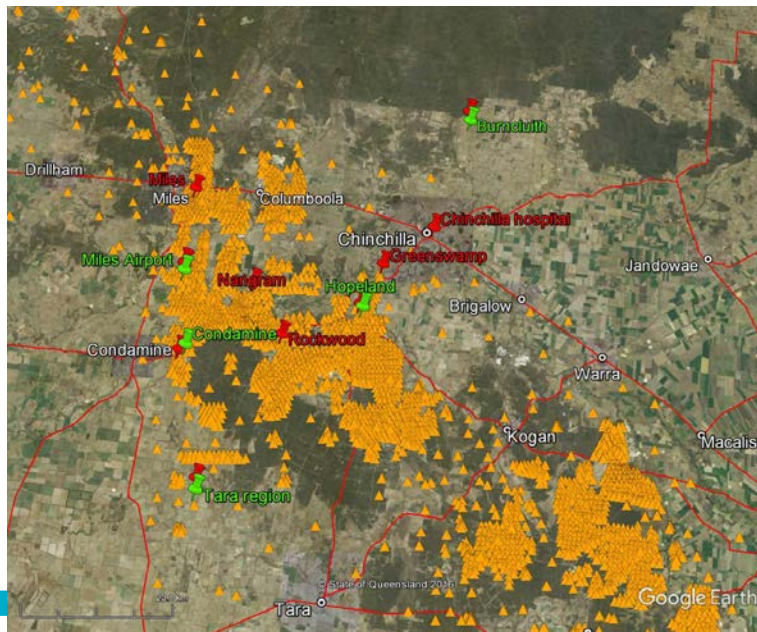 Burncluith
Drillham
Miles
Miles
Columboola
Chinchilla hospital
Chinchilla
Greenswamp
Miles Airport
Jandowae
Nangram
Hopeland
Brigalow
Condamine
Rockwood
Condamine
Warra
Kogan
Macalis
Tara region
© State of Queensland 2016
Google Earth
Tara